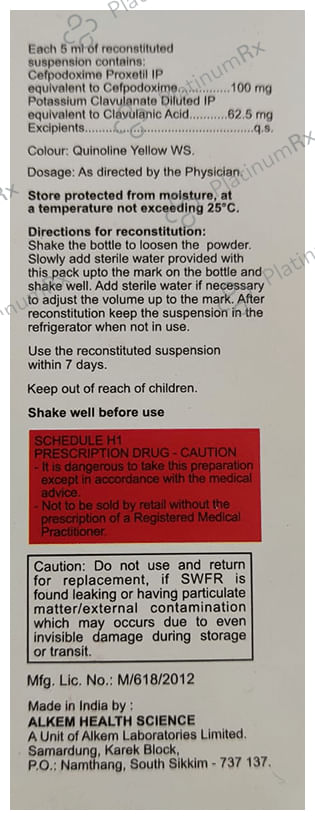 Each 5 ml of reconstituted
suspension contains:
Cefpodoxime Proxetil IP
equivalent to Cefpodoxime..............100 mg
Potassium Clavulanate Diluted IP
equivalent to Clavulanic Acid..........62.5 mg
Excipients.................................................q.s.
Colour: Quinoline Yellow WS.
Dosage: As directed by the Physician.
Store protected from moisture, at
a temperature not exceeding 25°C.
Directions for reconstitution:
Shake the bottle to loosen the powder.
Slowly add sterile water provided with
this pack upto the mark on the bottle and
shake well. Add sterile water if necessary
to adjust the volume up to the mark. After
reconstitution keep the suspension in the
refrigerator when not in use.
Use the reconstituted suspension
within 7 days.
Keep out of reach of children.
Shake well before use
SCHEDULE H1
PRESCRIPTION DRUG - CAUTION
- It is dangerous to take this preparation
except in accordance with the medical
advice.
- Not to be sold by retail without the
prescription of a Registered Medical
Practitioner.
Caution: Do not use and return
for replacement, if SWFR is
found leaking or having particulate
matter/external contamination
which may occur due to even
invisible damage during storage
or transit.
Mfg. Lic. No.: M/618/2012
Made in India by :
ALKEM HEALTH SCIENCE
A Unit of Alkem Laboratories Limited.
Samardung, Karek Block,
P.O.: Namthang, South Sikkim - 737 137.
PlatinumRx